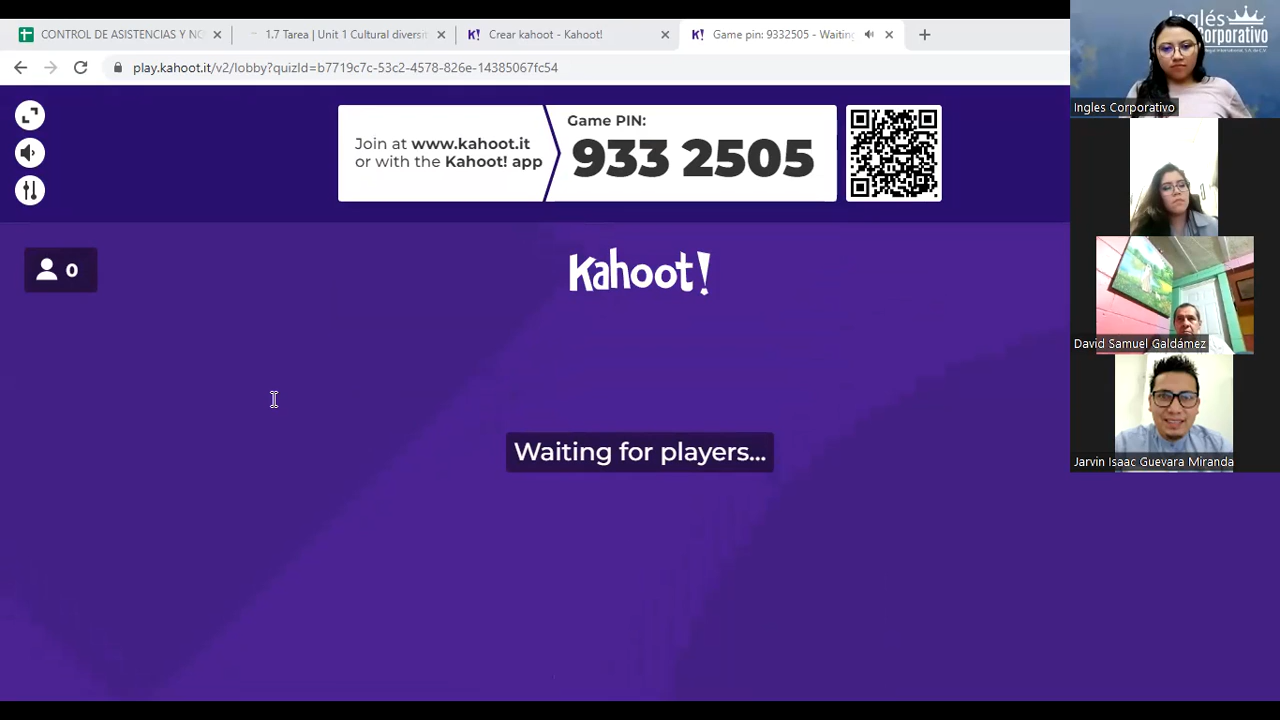 CONTROL DE ASISTENCIAS Y NO
1.7 Tarea | Unit 1 Cultural diversi
Crear kahoot - Kahoot!
Game pin: 9332505 - Waiting
play.kahoot.it/v2/lobby?quizId=b7719c7c-53c2-4578-826e-14385097fc54
Join at www.kahoot.it
or with the Kahoot! app
Game PIN:
933 2505
0
Kahoot!
Waiting for players...
Inglés
Corporativo
Ingles Corporativo
David Samuel Galdámez
Jarvin Isaac Guevara Miranda